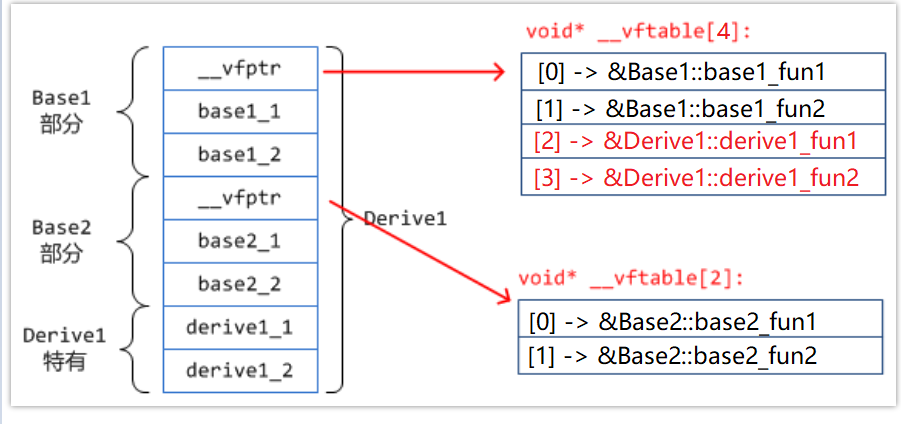 Base1
部分
__vfptr
base1_1
base1_2
Base2
部分
__vfptr
base2_1
base2_2
Derive1
特有
derive1_1
derive1_2
Derive1
void* __vftable[4]:
[0] -> &Base1::base1_fun1
[1] -> &Base1::base1_fun2
[2] -> &Derive1::derive1_fun1
[3] -> &Derive1::derive1_fun2
void* __vftable[2]:
[0] -> &Base2::base2_fun1
[1] -> &Base2::base2_fun2